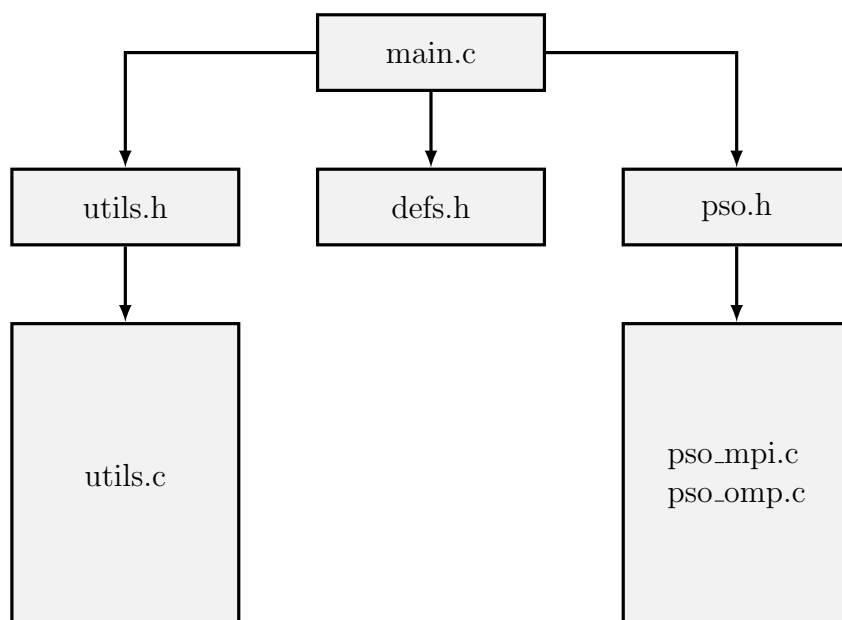 main.c
utils.h
defs.h
pso.h
utils.c
pso_mpi.c
pso_omp.c